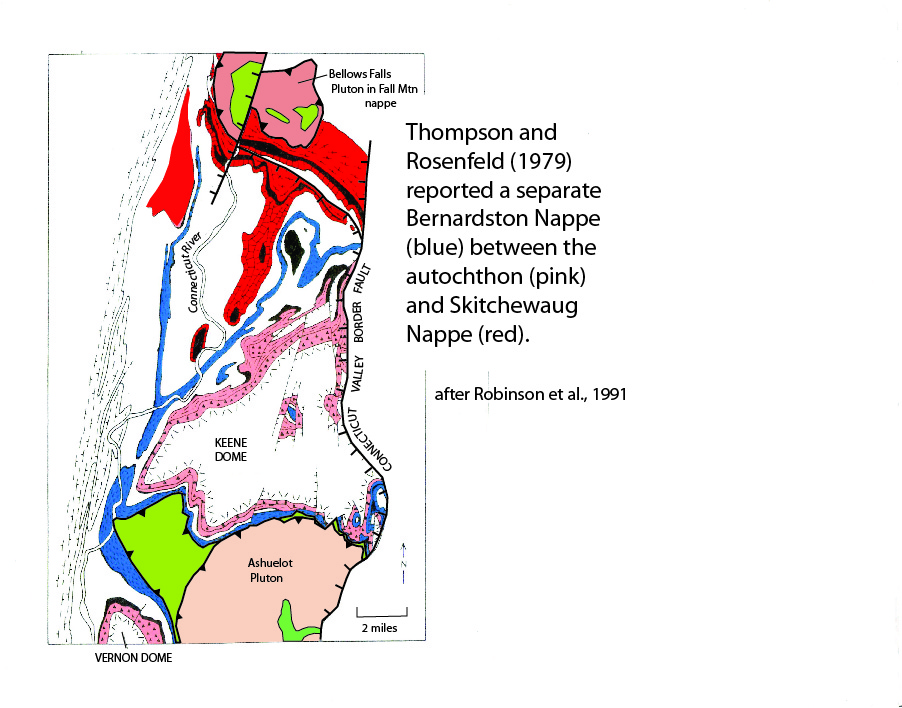 Bellows Falls
Pluton in Fall Mtn
nappe
Thompson and
Rosenfeld (1979)
reported a separate
Bernardston Nappe
(blue) between the
autochthon (pink)
and Skitchewaug
Nappe (red).
after Robinson et al., 1991
Connecticut River
CONNECTICUT VALLEY BORDER FAULT
KEENE
DOME
Ashuelot
Pluton
N
2 miles
VERNON DOME